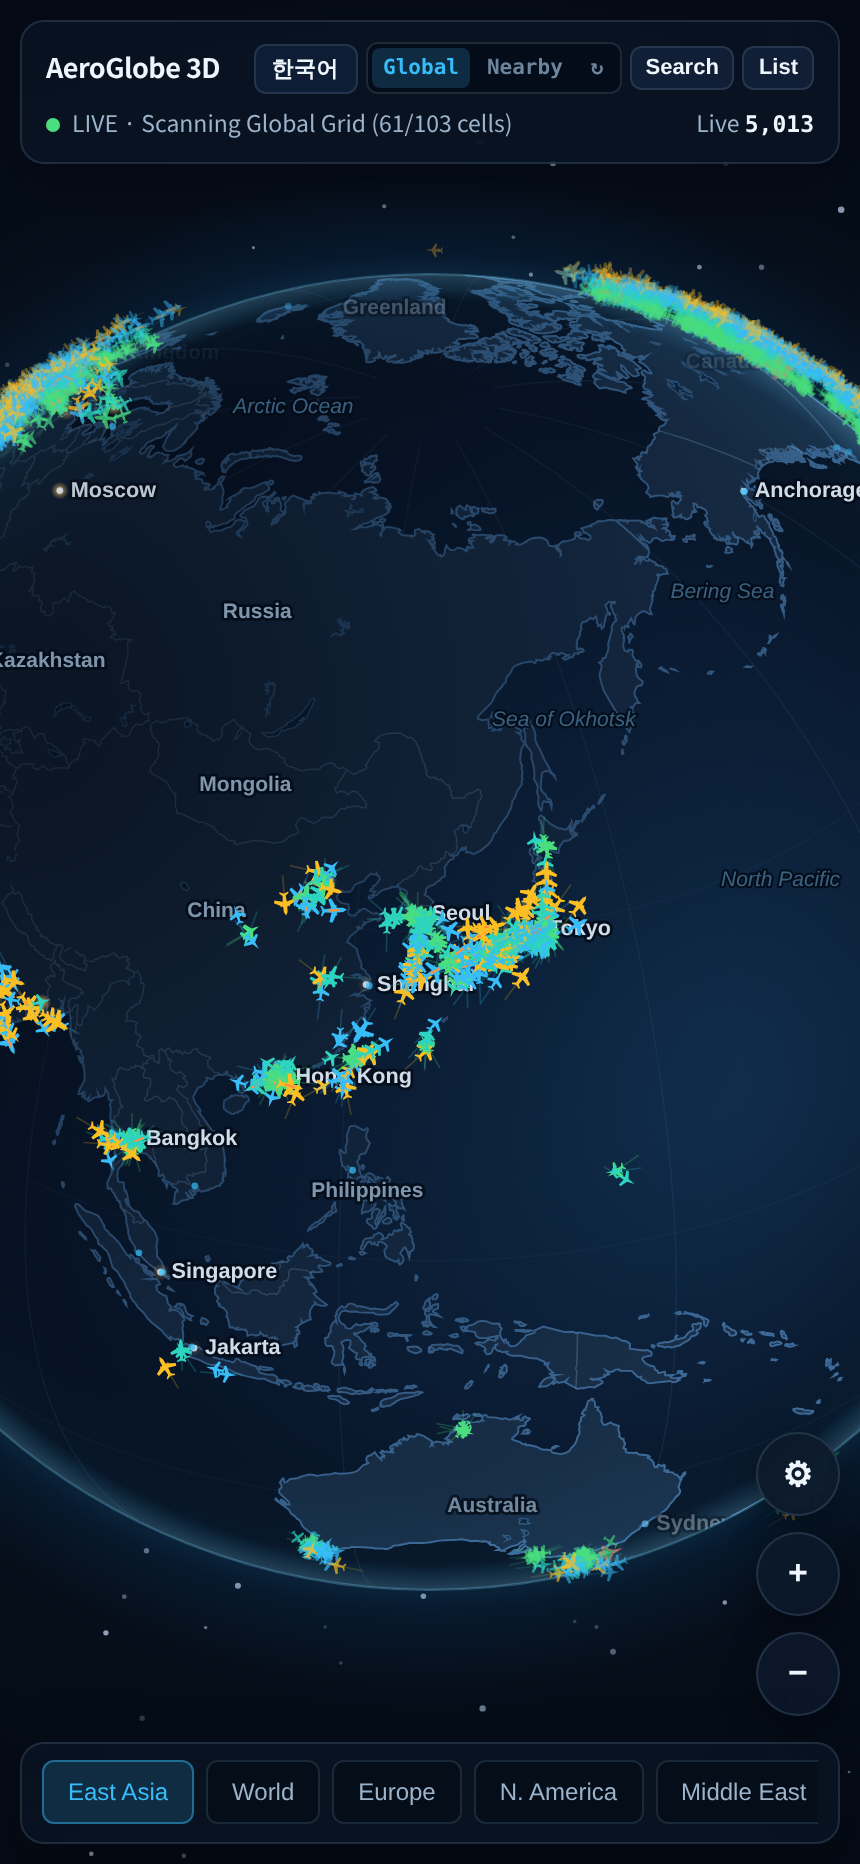 AeroGlobe 3D
한국어
Global Nearby ↻
Search
List
LIVE · Scanning Global Grid (61/103 cells)
Live 5,013
Greenland
Arctic Ocean
Moscow
Anchorage
Bering Sea
Russia
Kazakhstan
Sea of Okhotsk
Mongolia
North Pacific
China
Seoul
Tokyo
Shanghai
Hong Kong
Bangkok
Philippines
Singapore
Jakarta
Australia
Sydney
⚙
+
−
East Asia
World
Europe
N. America
Middle East